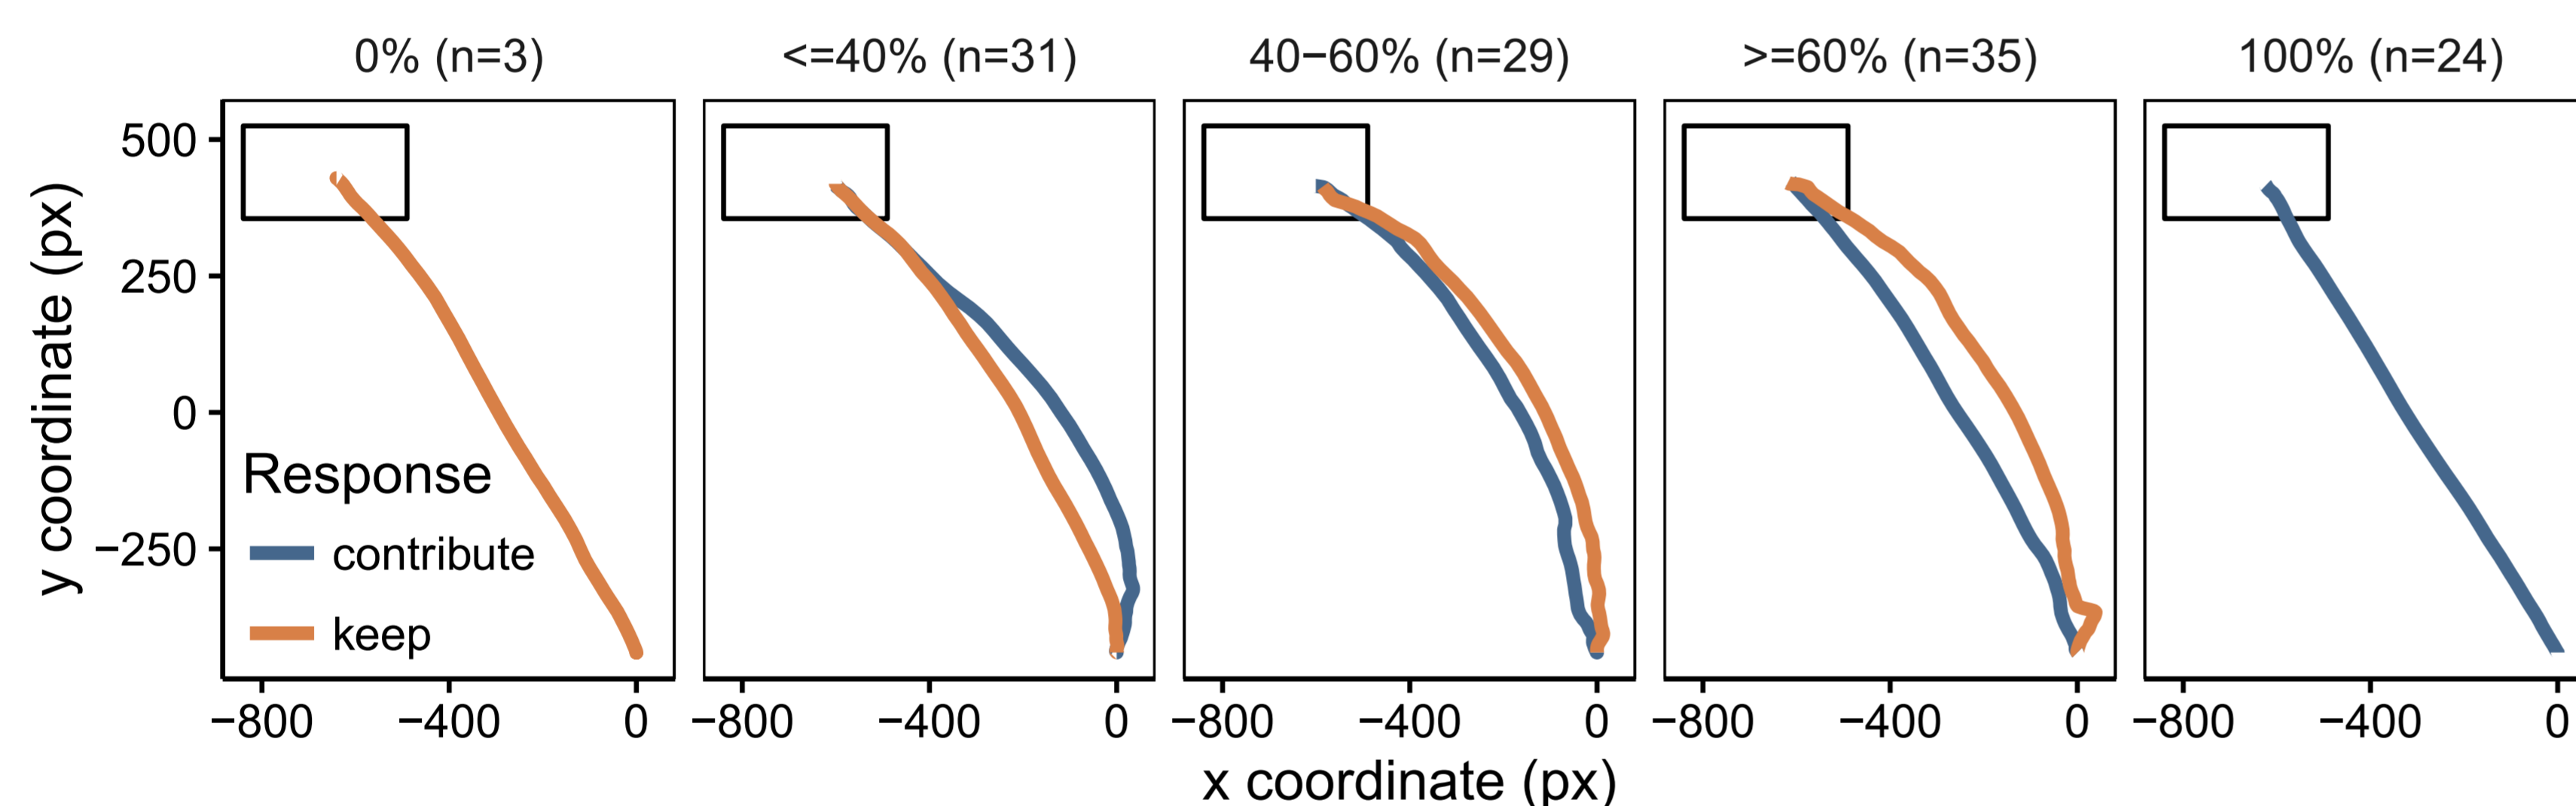 0% (n=3)
<=40% (n=31)
40−60% (n=29)
>=60% (n=35)
100% (n=24)
y coordinate (px)
500
250
0
−250
Response
contribute
keep
−800 −400 0
−800 −400 0
−800 −400 0
−800 −400 0
−800 −400 0
x coordinate (px)